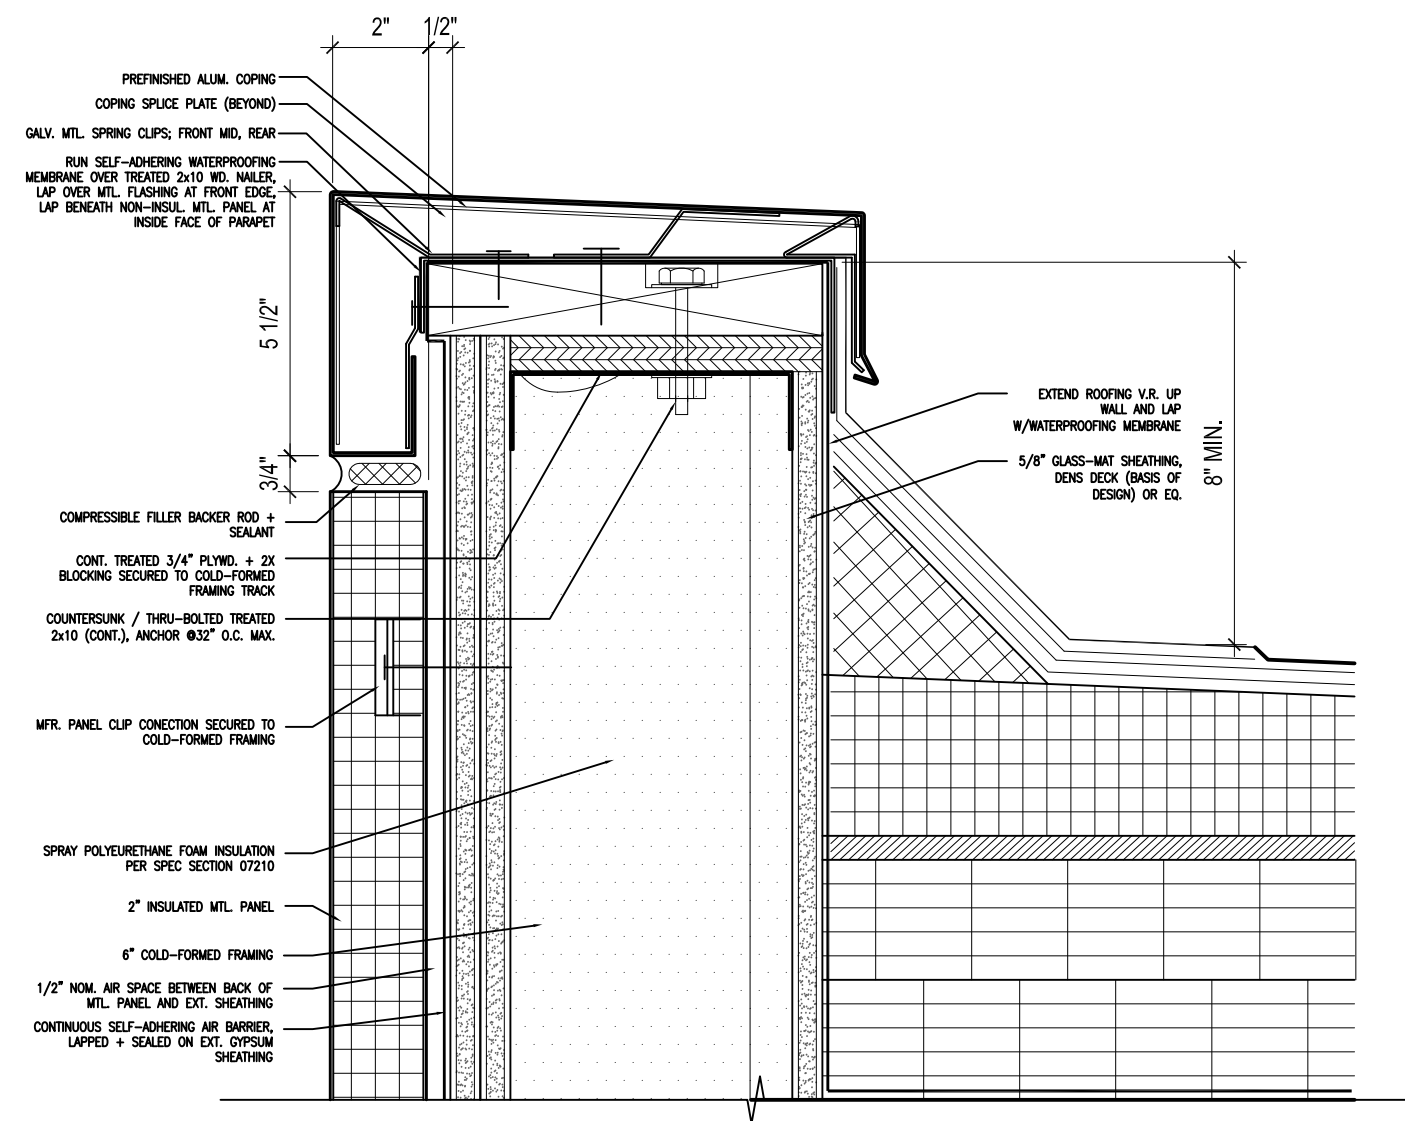 2"
1/2"
PREFINISHED ALUM. COPING
COPING SPLICE PLATE (BEYOND)
GALV. MTL. SPRING CLIPS; FRONT MID, REAR
RUN SELF-ADHERING WATERPROOFING
MEMBRANE OVER TREATED 2x10 WD. NAILER,
LAP OVER MTL. FLASHING AT FRONT EDGE,
LAP BENEATH NON-INSUL. MTL. PANEL AT
INSIDE FACE OF PARAPET
5 1/2"
3/4"
COMPRESSIBLE FILLER BACKER ROD +
SEALANT
CONT. TREATED 3/4" PLYWD. + 2X
BLOCKING SECURED TO COLD-FORMED
FRAMING TRACK
COUNTERSUNK / THRU-BOLTED TREATED
2x10 (CONT.), ANCHOR @32" O.C. MAX.
MFR. PANEL CLIP CONECTION SECURED TO
COLD-FORMED FRAMING
SPRAY POLYEURETHANE FOAM INSULATION
PER SPEC SECTION 07210
2" INSULATED MTL. PANEL
6" COLD-FORMED FRAMING
1/2" NOM. AIR SPACE BETWEEN BACK OF
MTL. PANEL AND EXT. SHEATHING
CONTINUOUS SELF-ADHERING AIR BARRIER,
LAPPED + SEALED ON EXT. GYPSUM
SHEATHING
EXTEND ROOFING V.R. UP
WALL AND LAP
W/WATERPROOFING MEMBRANE
5/8" GLASS-MAT SHEATHING,
DENS DECK (BASIS OF
DESIGN) OR EQ.
8" MIN.